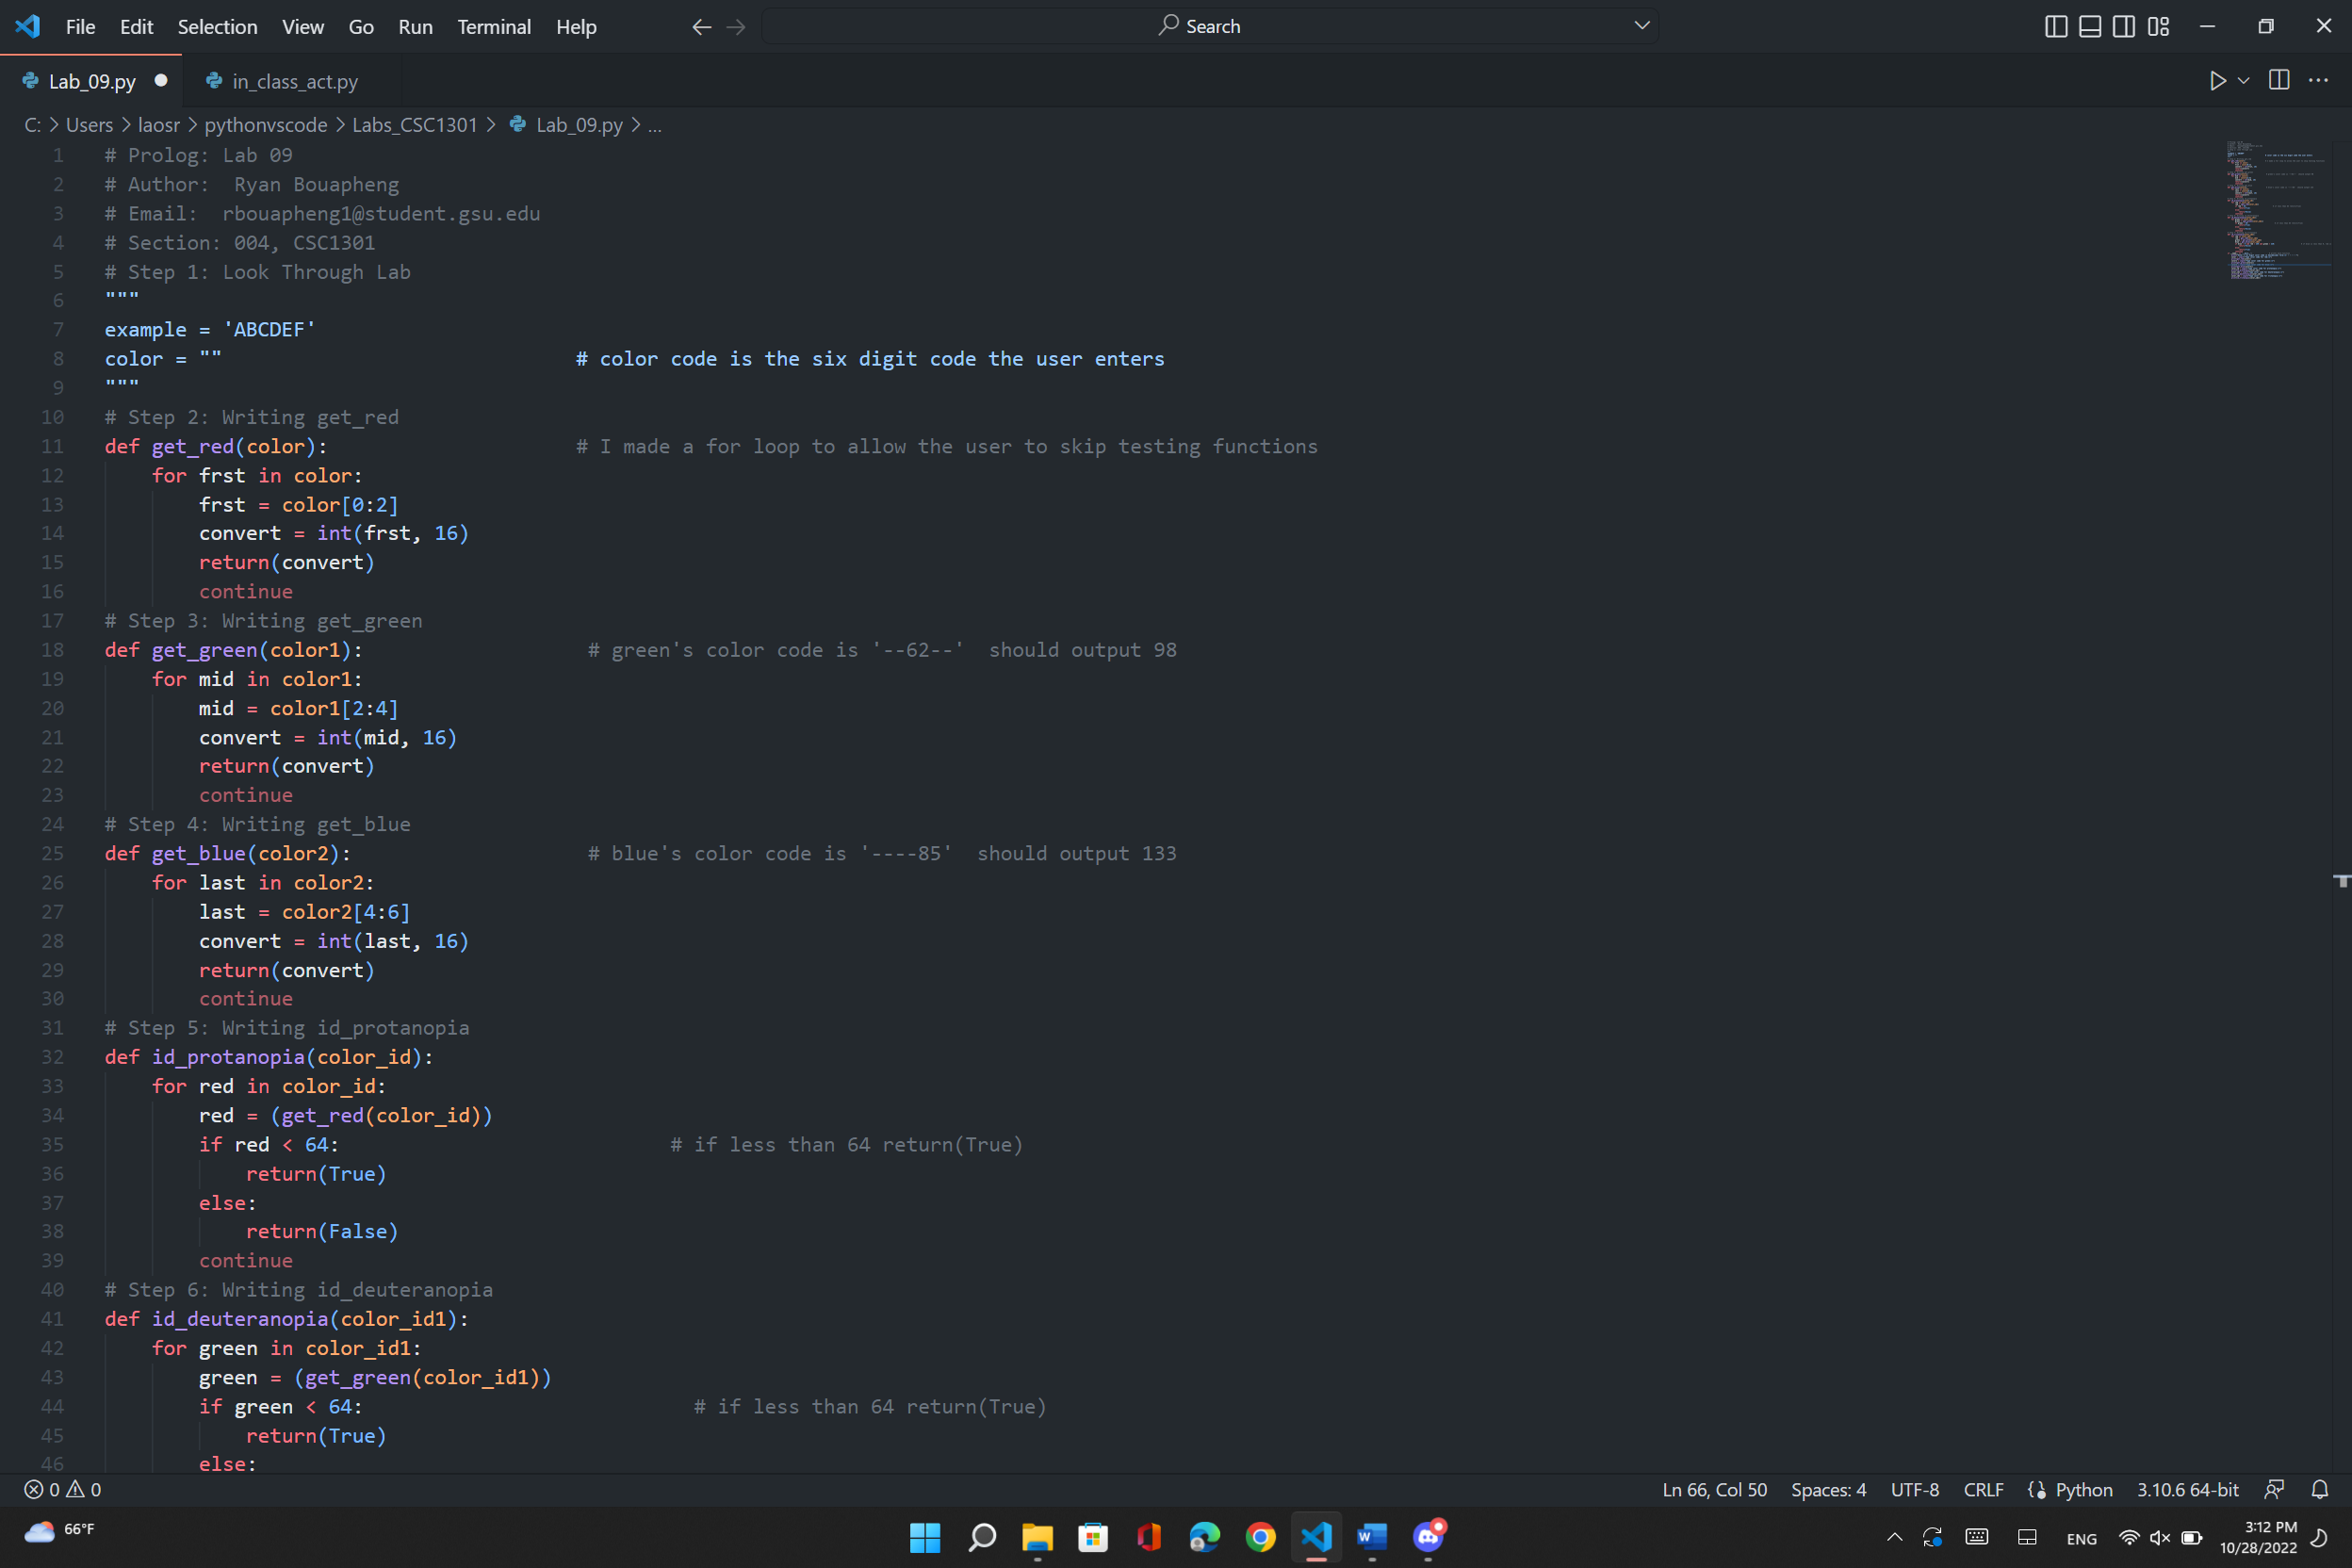 File Edit Selection View Go Run Terminal Help Search
Lab_09.py in_class_act.py
C: > Users > laosr > pythonvscode > Labs_CSC1301 > Lab_09.py > ...
1 # Prolog: Lab 09
2 # Author:  Ryan Bouapheng
3 # Email:  rbouapheng1@student.gsu.edu
4 # Section: 004, CSC1301
5 # Step 1: Look Through Lab
6 """
7 example = 'ABCDEF'
8 color = "" # color code is the six digit code the user enters
9 """
10 # Step 2: Writing get_red
11 def get_red(color): # I made a for loop to allow the user to skip testing functions
12 for frst in color:
13 frst = color[0:2]
14 convert = int(frst, 16)
15 return(convert)
16 continue
17 # Step 3: Writing get_green
18 def get_green(color1): # green's color code is '--62--'  should output 98
19 for mid in color1:
20 mid = color1[2:4]
21 convert = int(mid, 16)
22 return(convert)
23 continue
24 # Step 4: Writing get_blue
25 def get_blue(color2): # blue's color code is '----85'  should output 133
26 for last in color2:
27 last = color2[4:6]
28 convert = int(last, 16)
29 return(convert)
30 continue
31 # Step 5: Writing id_protanopia
32 def id_protanopia(color_id):
33 for red in color_id:
34 red = (get_red(color_id))
35 if red < 64: # if less than 64 return(True)
36 return(True)
37 else:
38 return(False)
39 continue
40 # Step 6: Writing id_deuteranopia
41 def id_deuteranopia(color_id1):
42 for green in color_id1:
43 green = (get_green(color_id1))
44 if green < 64: # if less than 64 return(True)
45 return(True)
46 else:
0 0 Ln 66, Col 50 Spaces: 4 UTF-8 CRLF {} Python 3.10.6 64-bit
66°F ENG 3:12 PM
10/28/2022